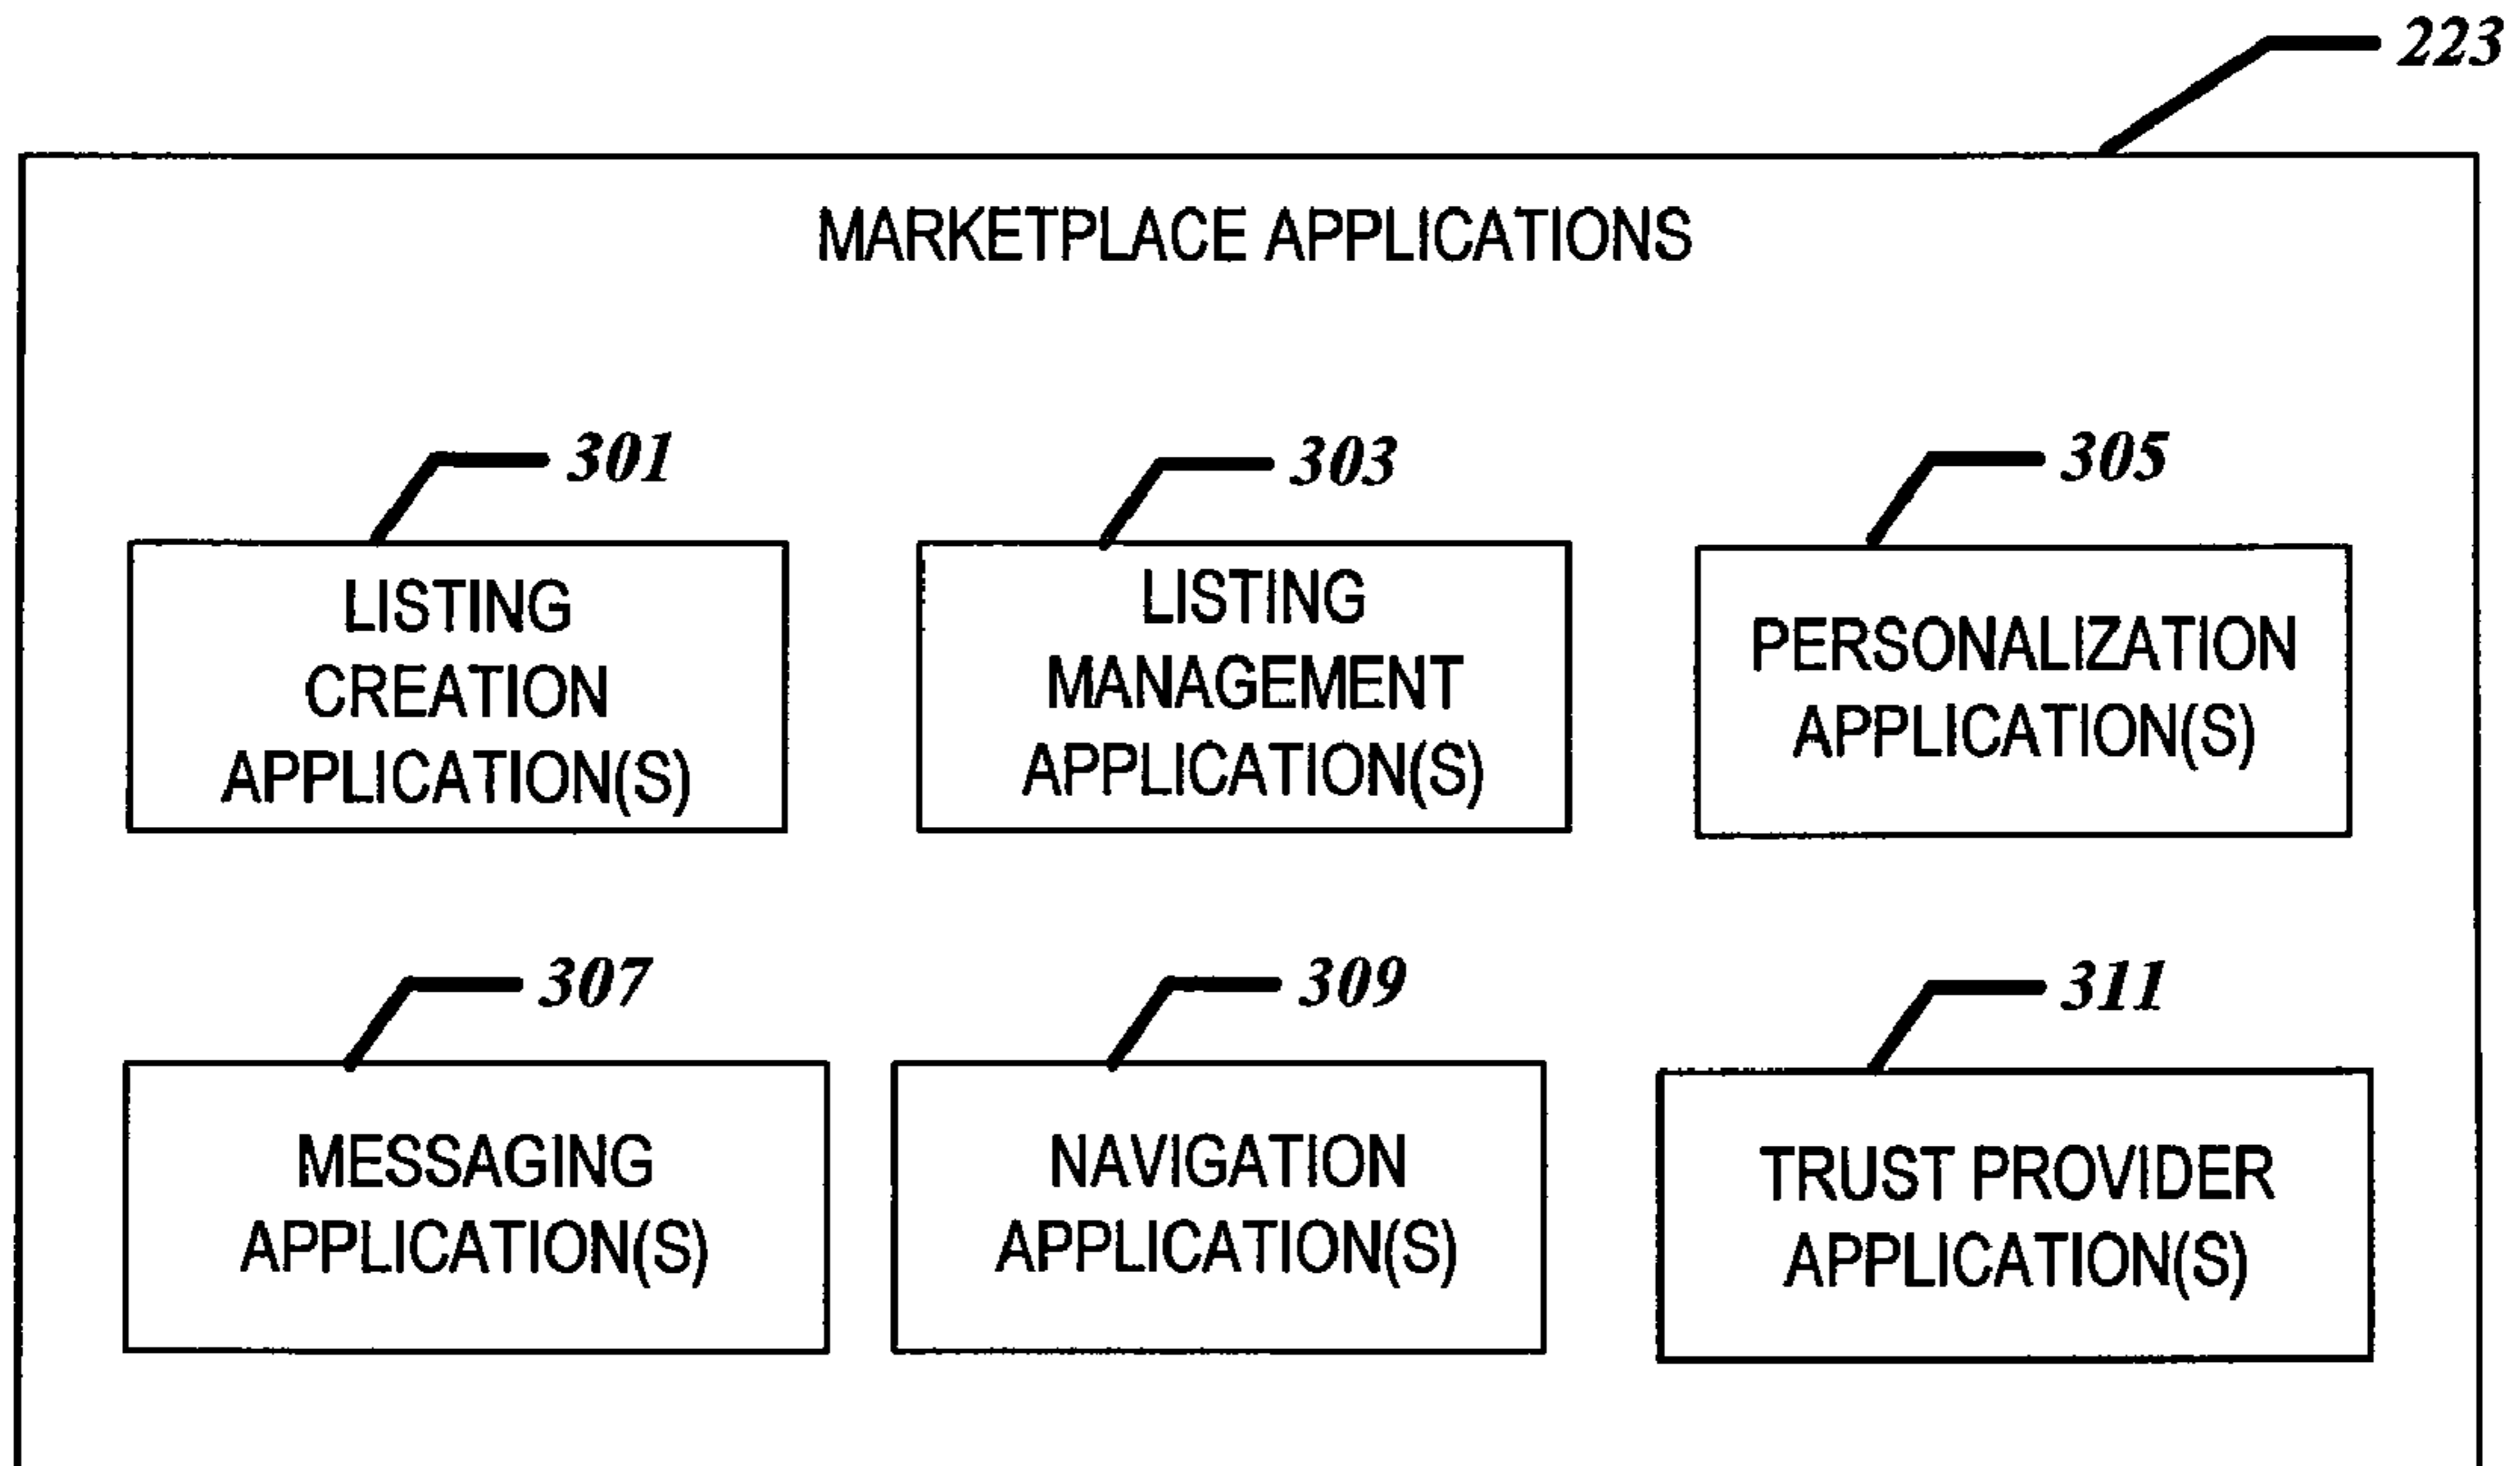 223
MARKETPLACE APPLICATIONS
301
303
305
LISTING
CREATION
APPLICATION(S)
LISTING
MANAGEMENT
APPLICATION(S)
PERSONALIZATION
APPLICATION(S)
307
309
311
MESSAGING
APPLICATION(S)
NAVIGATION
APPLICATION(S)
TRUST PROVIDER
APPLICATION(S)